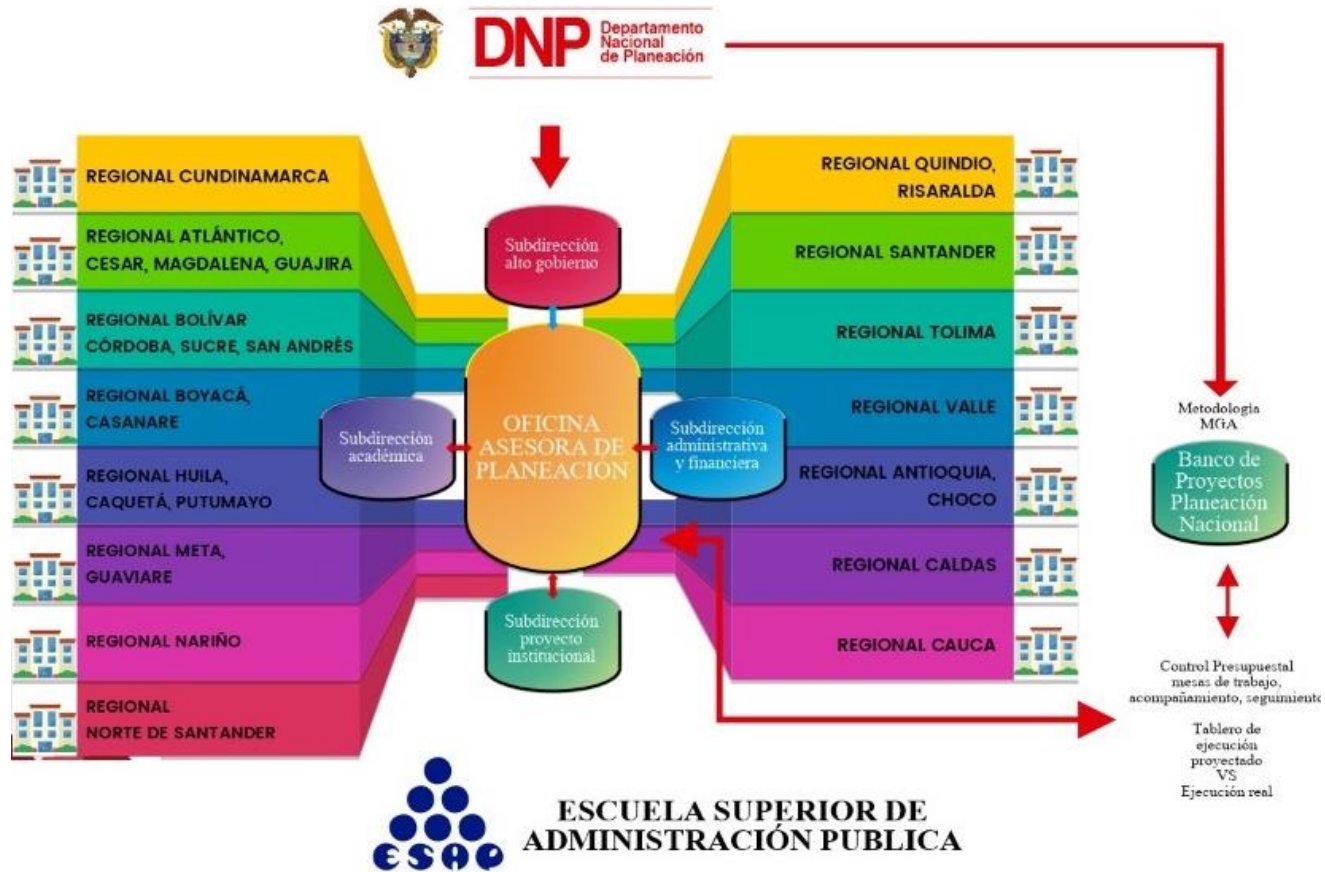 DNP
Departamento
Nacional
de Planeación
REGIONAL CUNDINAMARCA
REGIONAL ATLÁNTICO,
CESAR, MAGDALENA, GUAJIRA
REGIONAL BOLÍVAR
CÓRDOBA, SUCRE, SAN ANDRÉS
REGIONAL BOYACÁ,
CASANARE
REGIONAL HUILA,
CAQUETÁ, PUTUMAYO
REGIONAL META,
GUAVIARE
REGIONAL NARIÑO
REGIONAL
NORTE DE SANTANDER
Subdirección
alto gobierno
Subdirección
académica
OFICINA
ASESORA DE
PLANEACIÓN
Subdirección
administrativa
y financiera
Subdirección
proyecto
institucional
REGIONAL QUINDIO,
RISARALDA
REGIONAL SANTANDER
REGIONAL TOLIMA
REGIONAL VALLE
REGIONAL ANTIOQUIA,
CHOCO
REGIONAL CALDAS
REGIONAL CAUCA
Metodología
MGA
Banco de
Proyectos
Planeación
Nacional
Control Presupuestal
mesas de trabajo,
acompañamiento, seguimiento
Tablero de
ejecución
proyectado
VS
Ejecución real
esap
ESCUELA SUPERIOR DE
ADMINISTRACIÓN PUBLICA